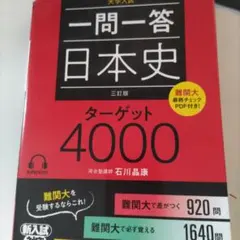 大学入試
一問一答
日本史
三訂版
難関大
最終チェック
PDF付き!
ターゲット
4000
河合塾講師 石川晶康
難関大を
受験するならこれ!
難関大で差がつく 920問
難関大で必ず覚える 1640問
新入試